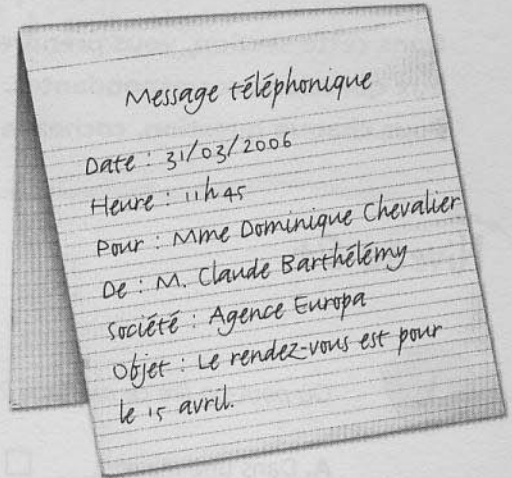 Message téléphonique
Date : 31/03/2006
Heure : 11h45
Pour : Mme Dominique Chevalier
De : M. Claude Barthélémy
Société : Agence Europa
Objet : Le rendez-vous est pour
le 15 avril.